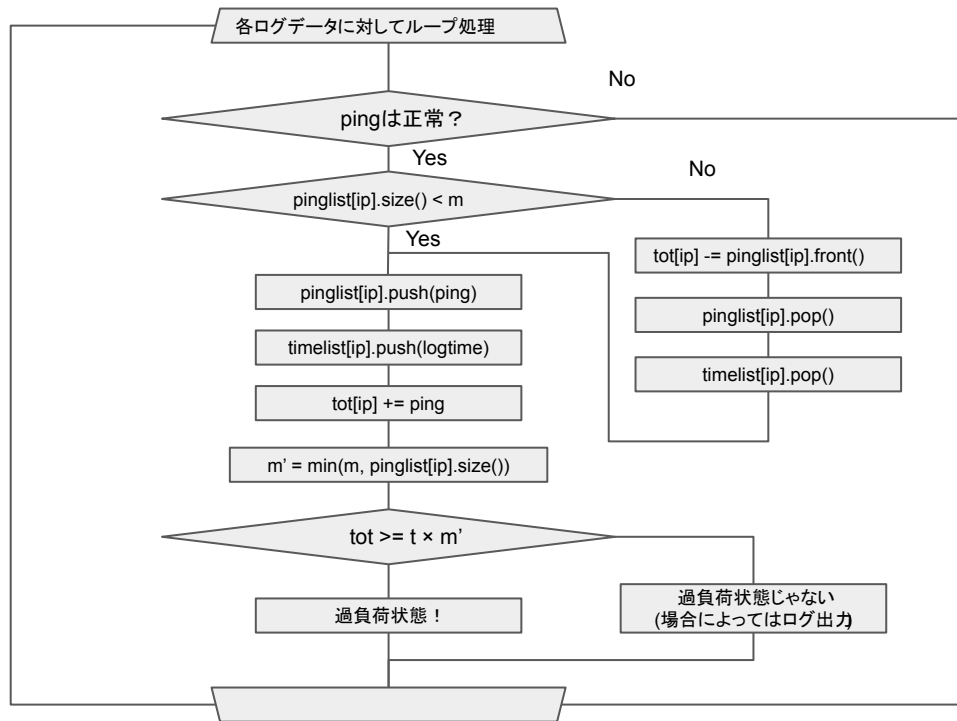 各ログデータに対してループ処理
No
pingは正常？
Yes
No
pinglist[ip].size() < m
Yes
tot[ip] -= pinglist[ip].front()
pinglist[ip].push(ping)
pinglist[ip].pop()
timelist[ip].push(logtime)
timelist[ip].pop()
tot[ip] += ping
m’ = min(m, pinglist[ip].size())
tot >= t × m’
過負荷状態！
過負荷状態じゃない
(場合によってはログ出力)